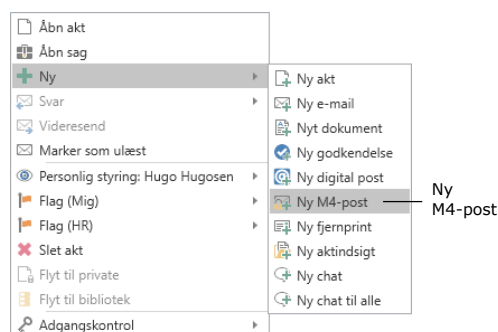 Åbn akt
Åbn sag
Ny
Svar
Videresend
Marker som ulæst
Personlig styring: Hugo Hugosen
Flag (Mig)
Flag (HR)
Slet akt
Flyt til private
Flyt til bibliotek
Adgangskontrol
Ny akt
Ny e-mail
Nyt dokument
Ny godkendelse
Ny digital post
Ny M4-post
Ny fjernprint
Ny aktindsigt
Ny chat
Ny chat til alle
Ny
M4-post